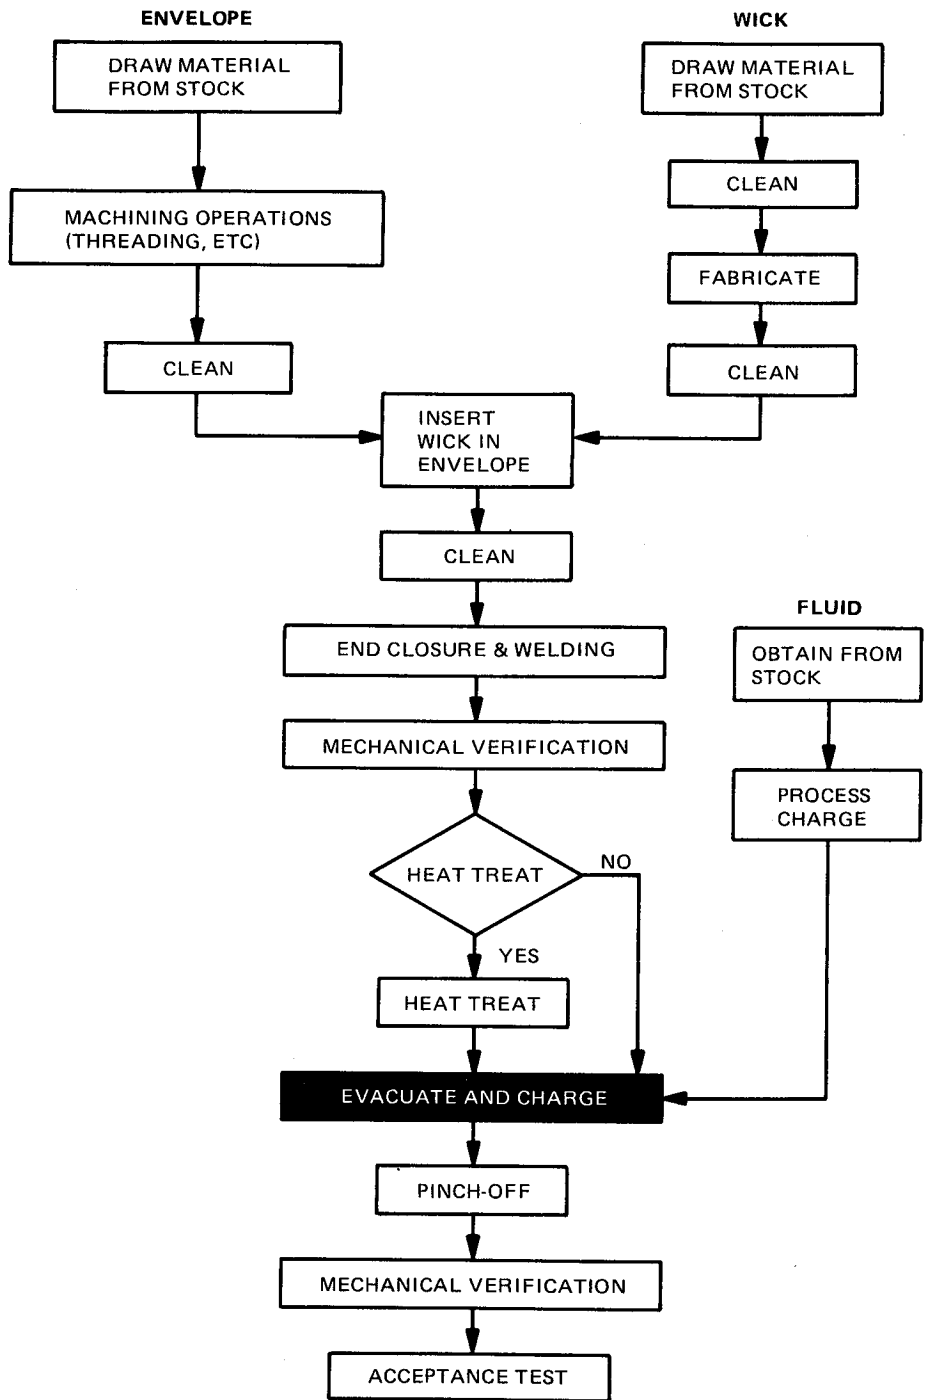 ENVELOPE
DRAW MATERIAL
FROM STOCK
MACHINING OPERATIONS
(THREADING, ETC)
CLEAN
WICK
DRAW MATERIAL
FROM STOCK
CLEAN
FABRICATE
CLEAN
INSERT
WICK IN
ENVELOPE
CLEAN
END CLOSURE & WELDING
MECHANICAL VERIFICATION
HEAT TREAT
NO
YES
HEAT TREAT
FLUID
OBTAIN FROM
STOCK
PROCESS
CHARGE
EVACUATE AND CHARGE
PINCH-OFF
MECHANICAL VERIFICATION
ACCEPTANCE TEST